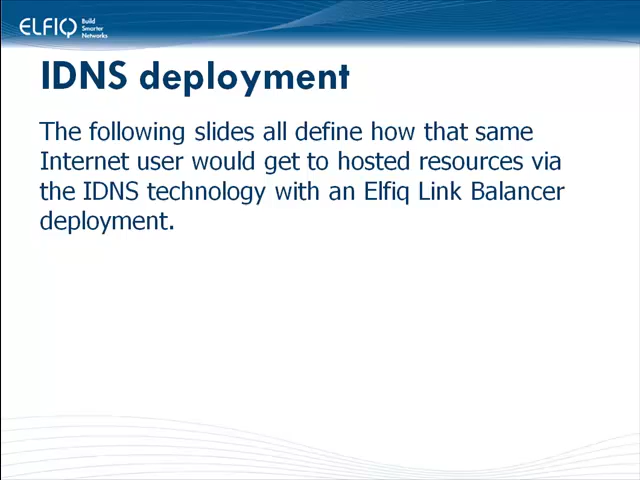 ELFIQ
Build
Smarter
Networks
IDNS deployment
The following slides all define how that same
Internet user would get to hosted resources via
the IDNS technology with an Elfiq Link Balancer
deployment.